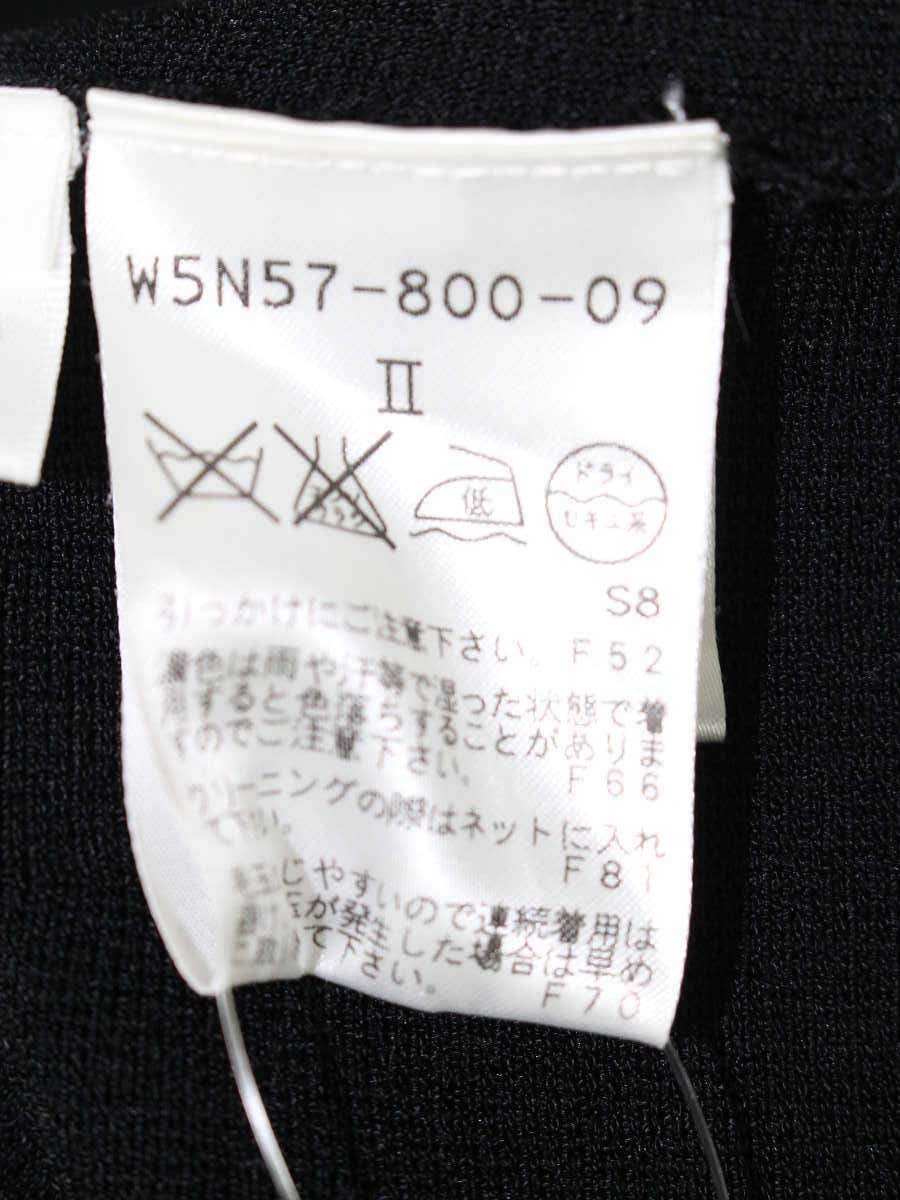 W5N57-800-09
II
低
ドライ
セキユ系
S8
引っかけにご注意下さい。F52
濃色は雨や汗等で湿った状態で着
用すると色落ちすることがありま
すのでご注意下さい。F66
クリーニングの際はネットに入れ
て下さい。F81
じやすいので連続着用は
が発生した場合は早め
て下さい。F70